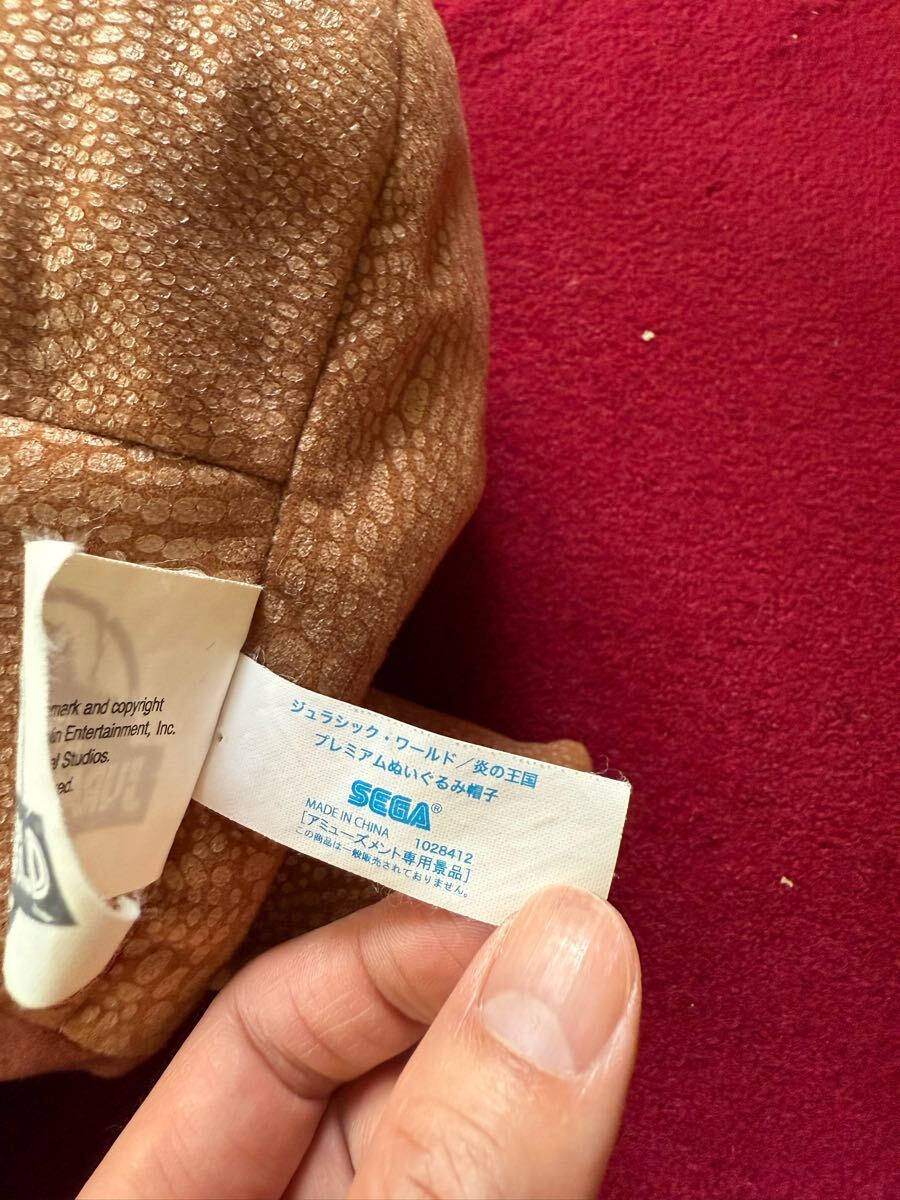 and copyright
Entertainment, Inc.
Studios.
ジュラシック・ワールド／炎の王国
プレミアムぬいぐるみ帽子
SEGA®
MADE IN CHINA 1028412
[アミューズメント専用景品]
この商品は一般販売されておりません。